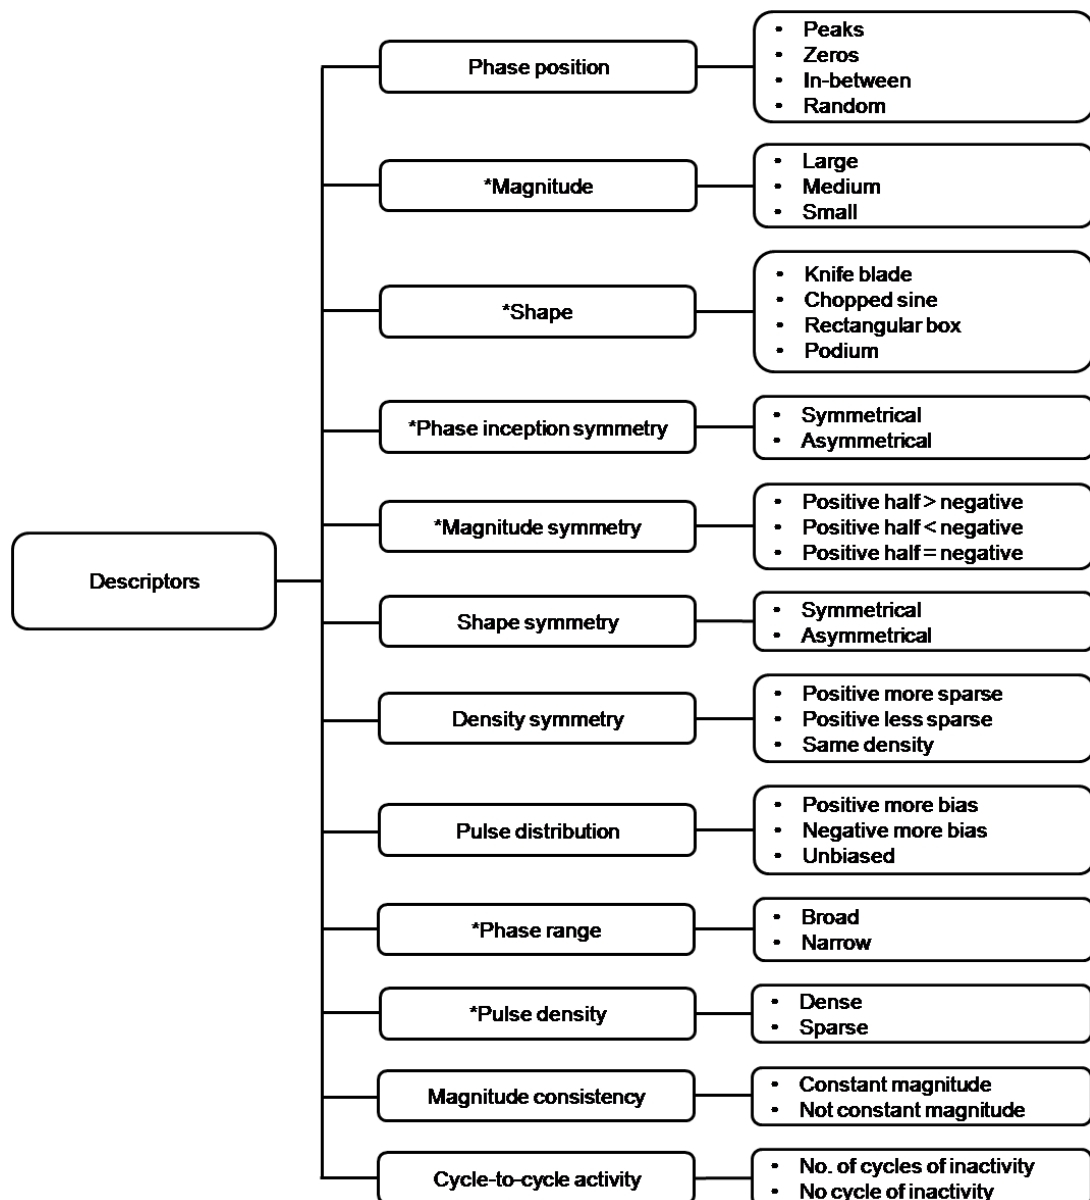 Descriptors
Phase position
• Peaks
• Zeros
• In-between
• Random
*Magnitude
• Large
• Medium
• Small
*Shape
• Knife blade
• Chopped sine
• Rectangular box
• Podium
*Phase inception symmetry
• Symmetrical
• Asymmetrical
*Magnitude symmetry
• Positive half > negative
• Positive half < negative
• Positive half = negative
Shape symmetry
• Symmetrical
• Asymmetrical
Density symmetry
• Positive more sparse
• Positive less sparse
• Same density
Pulse distribution
• Positive more bias
• Negative more bias
• Unbiased
*Phase range
• Broad
• Narrow
*Pulse density
• Dense
• Sparse
Magnitude consistency
• Constant magnitude
• Not constant magnitude
Cycle-to-cycle activity
• No. of cycles of inactivity
• No cycle of inactivity